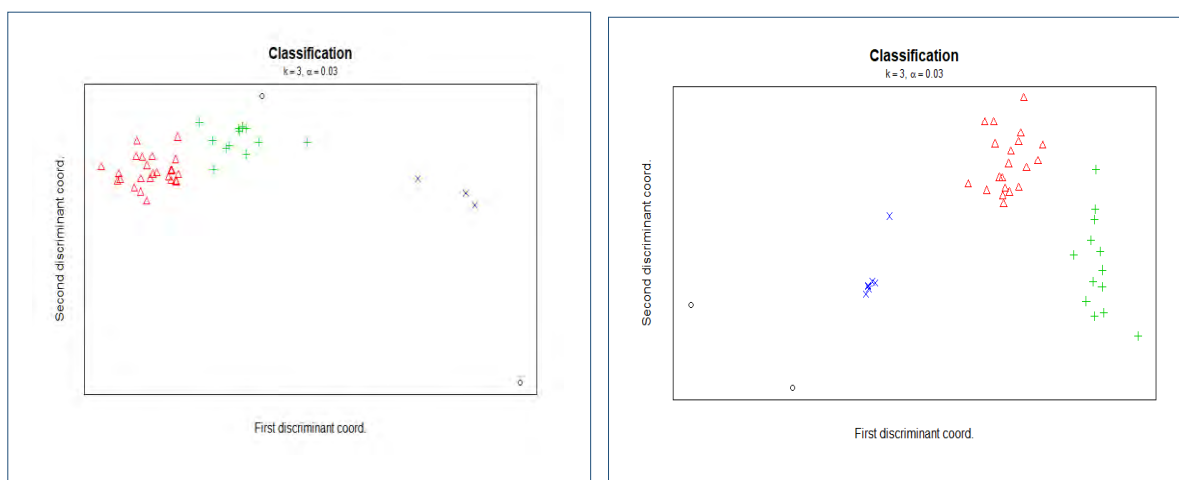 Classification
k = 3, α = 0.03
Second discriminant coord.
First discriminant coord.
Classification
k = 3, α = 0.03
Second discriminant coord.
First discriminant coord.